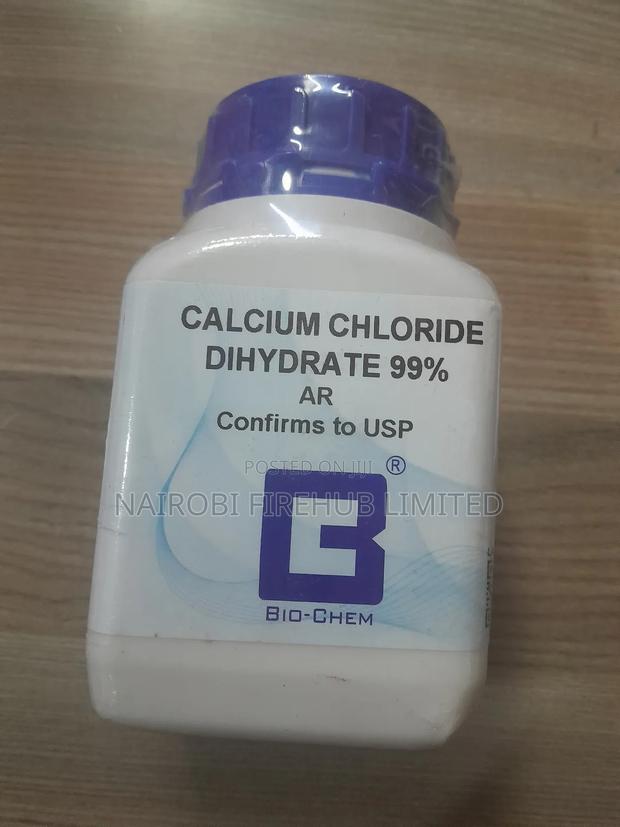 CALCIUM CHLORIDE
DIHYDRATE 99%
AR
Confirms to USP
POSTED ON JIJI
®
NAIROBI FIREHUB LIMITED
BIO-CHEM